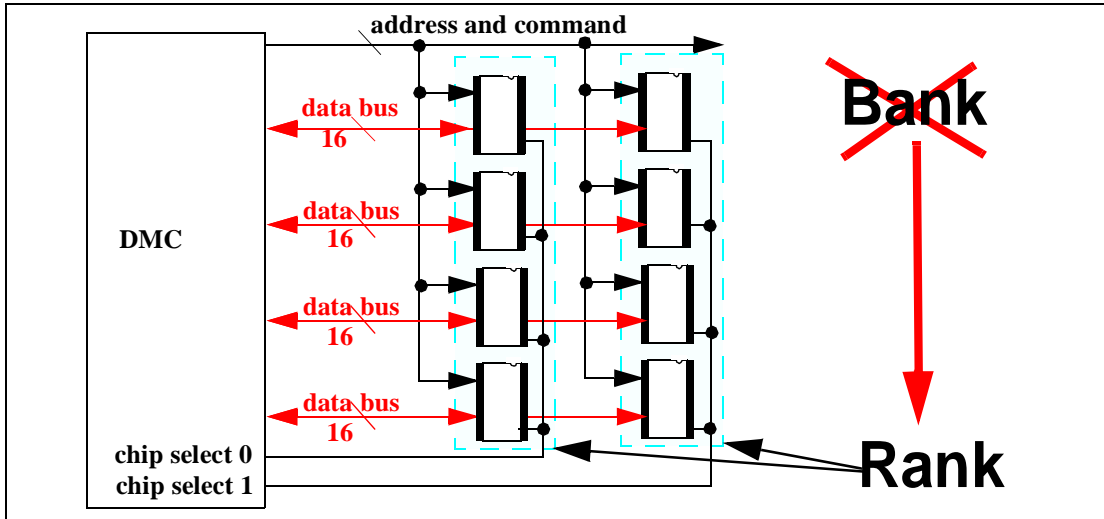 address and command
data bus
16
data bus
16
DMC
data bus
16
data bus
16
chip select 0
chip select 1
Bank
Rank